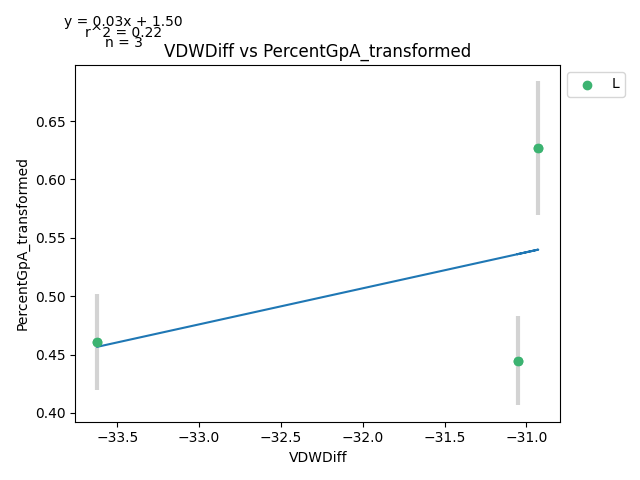 y = 0.03x + 1.50
r^2 = 0.22
n = 3
VDWDiff vs PercentGpA_transformed
L
PercentGpA_transformed
0.65
0.60
0.55
0.50
0.45
0.40
−33.5 −33.0 −32.5 −32.0 −31.5 −31.0
VDWDiff